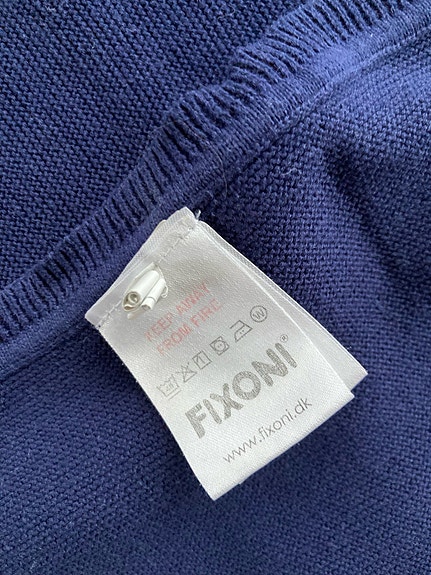 KEEP AWAY
FROM FIRE
W
FIXONI®
www.fixoni.dk